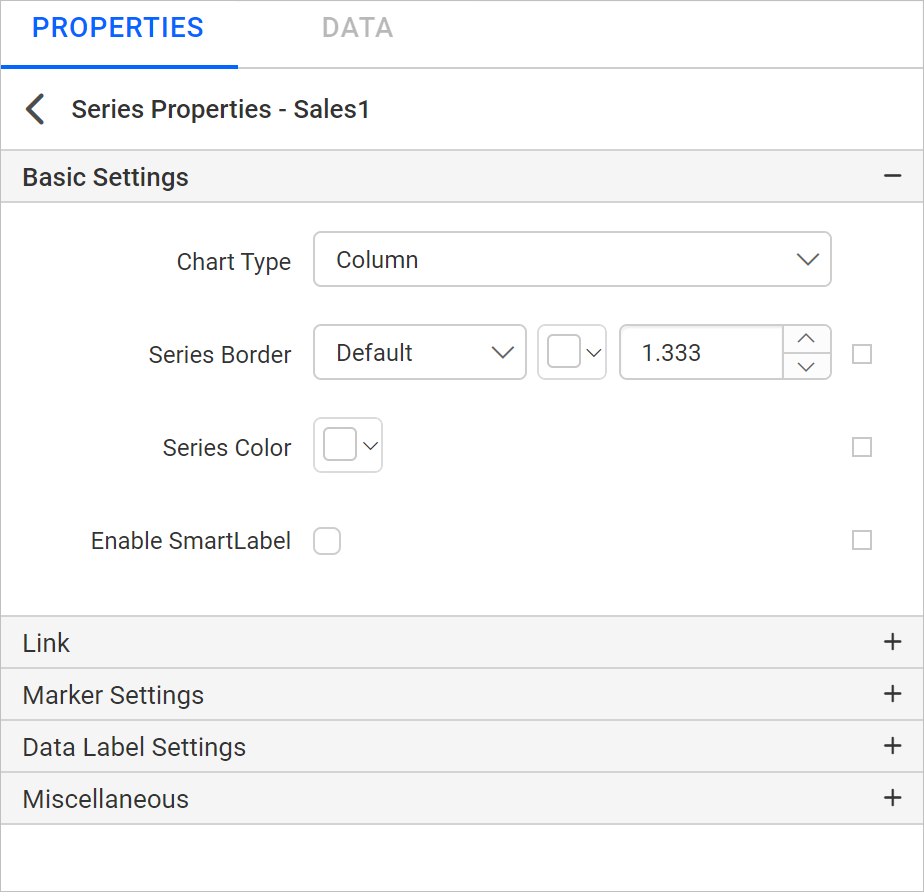 PROPERTIES DATA
Series Properties - Sales1
Basic Settings
Chart Type Column
Series Border Default 1.333
Series Color
Enable SmartLabel
Link
Marker Settings
Data Label Settings
Miscellaneous